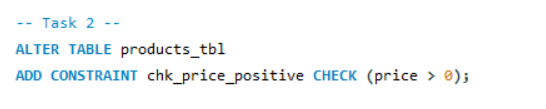 -- Task 2 --
ALTER TABLE products_tbl
ADD CONSTRAINT chk_price_positive CHECK (price > 0);